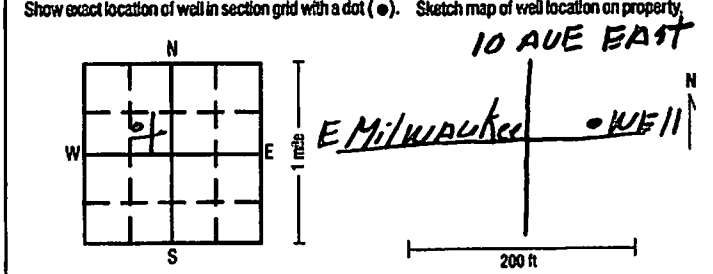 Show exact location of well in section grid with a dot ( ● ). Sketch map of well location on property,
10 AVE EAST
N
N
E Milwaukee
● WEll
W
E
1 mile
S
200 ft